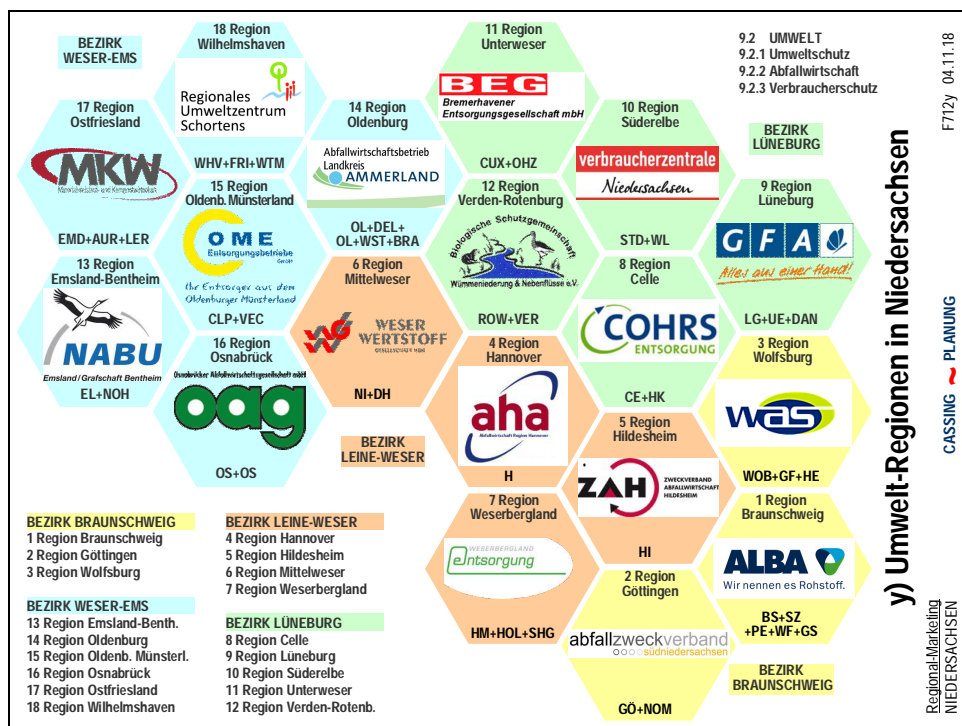 BEZIRK
WESER-EMS
18 Region
Wilhelmshaven
Regionales
Umweltzentrum
Schortens
WHV+FRI+WTM
11 Region
Unterweser
BEG
Bremerhavener
Entsorgungsgesellschaft mbH
CUX+OHZ
9.2 UMWELT
9.2.1 Umweltschutz
9.2.2 Abfallwirtschaft
9.2.3 Verbraucherschutz
17 Region
Ostfriesland
MKW
EMD+AUR+LER
14 Region
Oldenburg
Abfallwirtschaftsbetrieb
Landkreis
AMMERLAND
OL+DEL+
OL+WST+BRA
10 Region
Süderelbe
verbraucherzentrale
Niedersachsen
STD+WL
BEZIRK
LÜNEBURG
15 Region
Oldenb. Münsterland
OME
Entsorgungsbetriebe
GmbH
Ihr Entsorger aus dem
Oldenburger Münsterland
CLP+VEC
12 Region
Verden-Rotenburg
Biologische Schutzgemeinschaft
Wümmeniederung & Nebenflüsse e.V.
ROW+VER
9 Region
Lüneburg
GFA
Alles aus einer Hand!
LG+UE+DAN
13 Region
Emsland-Bentheim
NABU
Emsland/Grafschaft Bentheim
EL+NOH
6 Region
Mittelweser
WESER
WERTSTOFF
GESELLSCHAFT MBH
NI+DH
8 Region
Celle
COHRS
ENTSORGUNG
CE+HK
16 Region
Osnabrück
Osnabrücker Abfallwirtschaftsgesellschaft mbH
oag
OS+OS
4 Region
Hannover
aha
Abfallwirtschaft Region Hannover
H
3 Region
Wolfsburg
was
WOB+GF+HE
BEZIRK
LEINE-WESER
5 Region
Hildesheim
ZAH
ZWECKVERBAND
ABFALLWIRTSCHAFT
HILDESHEIM
HI
7 Region
Weserbergland
WESERBERGLAND
entsorgung
HM+HOL+SHG
1 Region
Braunschweig
ALBA
Wir nennen es Rohstoff.
BS+SZ
+PE+WF+GS
2 Region
Göttingen
abfallzweckverband
südniedersachsen
GÖ+NOM
BEZIRK
BRAUNSCHWEIG
BEZIRK BRAUNSCHWEIG
1 Region Braunschweig
2 Region Göttingen
3 Region Wolfsburg
BEZIRK LEINE-WESER
4 Region Hannover
5 Region Hildesheim
6 Region Mittelweser
7 Region Weserbergland
BEZIRK WESER-EMS
13 Region Emsland-Benth.
14 Region Oldenburg
15 Region Oldenb. Münsterl.
16 Region Osnabrück
17 Region Ostfriesland
18 Region Wilhelmshaven
BEZIRK LÜNEBURG
8 Region Celle
9 Region Lüneburg
10 Region Süderelbe
11 Region Unterweser
12 Region Verden-Rotenb.
y) Umwelt-Regionen in Niedersachsen
F712y 04.11.18
CASSING ~ PLANUNG
Regional-Marketing
NIEDERSACHSEN